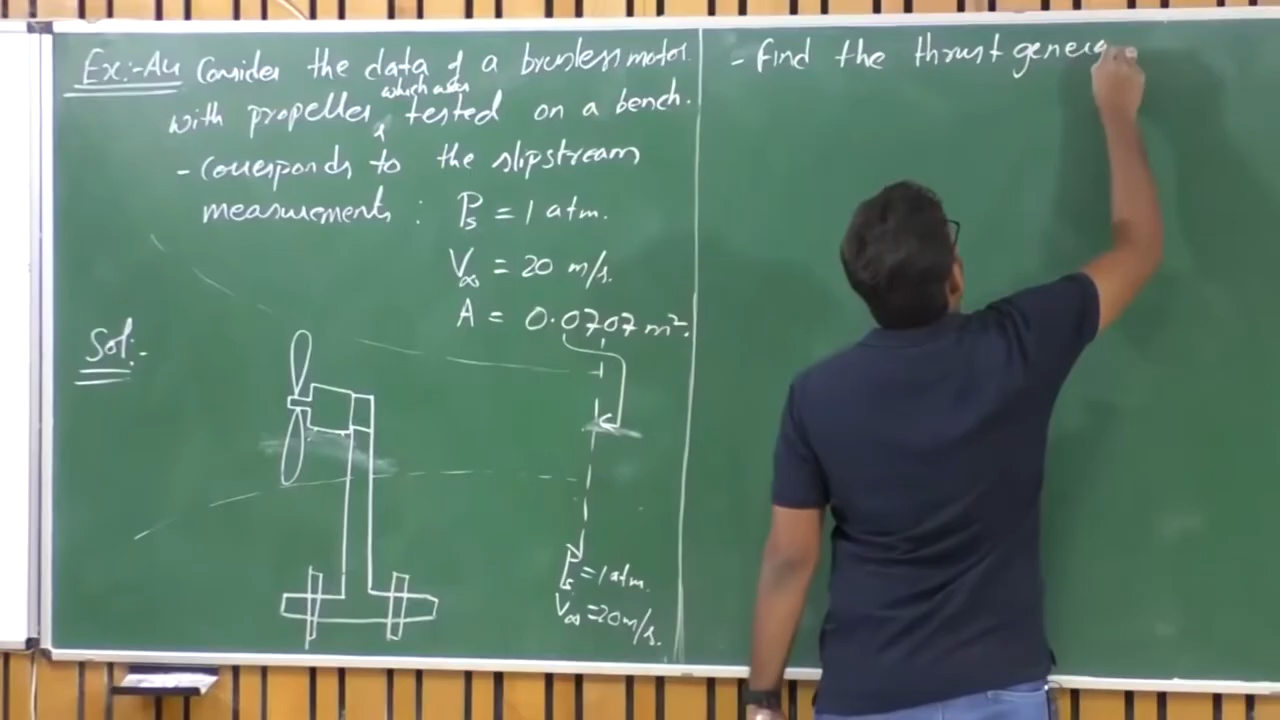 Ex:- Au Consider the data of a brushless motor
with propeller, which was tested on a bench.
- corresponds to the slipstream
measurements : Ps = 1 atm.
V∞ = 20 m/s.
A = 0.0707 m².
Sol:-
Ps = 1 atm.
V∞ = 20 m/s.
- Find the thrust genera